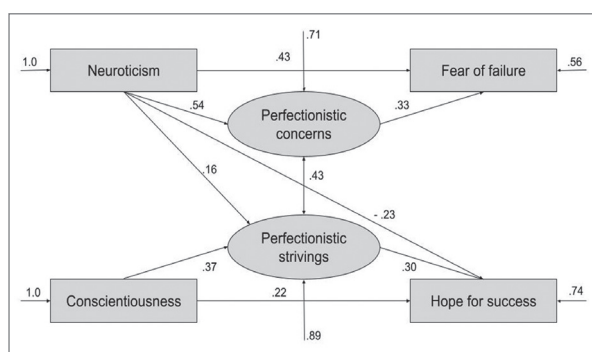 .71
1.0
Neuroticism
.43
Fear of failure
.56
.54
Perfectionistic
concerns
.33
.16
.43
- .23
Perfectionistic
strivings
.37
.30
1.0
Conscientiousness
.22
Hope for success
.74
.89